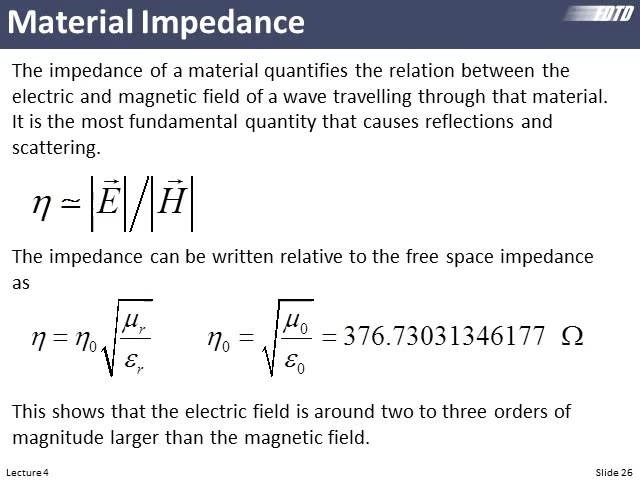 Material Impedance
FDTD
The impedance of a material quantifies the relation between the
electric and magnetic field of a wave travelling through that material.
It is the most fundamental quantity that causes reflections and
scattering.
η ≃ |E⃗|/|H⃗|
The impedance can be written relative to the free space impedance
as
η = η₀√(μᵣ/εᵣ) η₀ = √(μ₀/ε₀) = 376.73031346177 Ω
This shows that the electric field is around two to three orders of
magnitude larger than the magnetic field.
Lecture 4 Slide 26